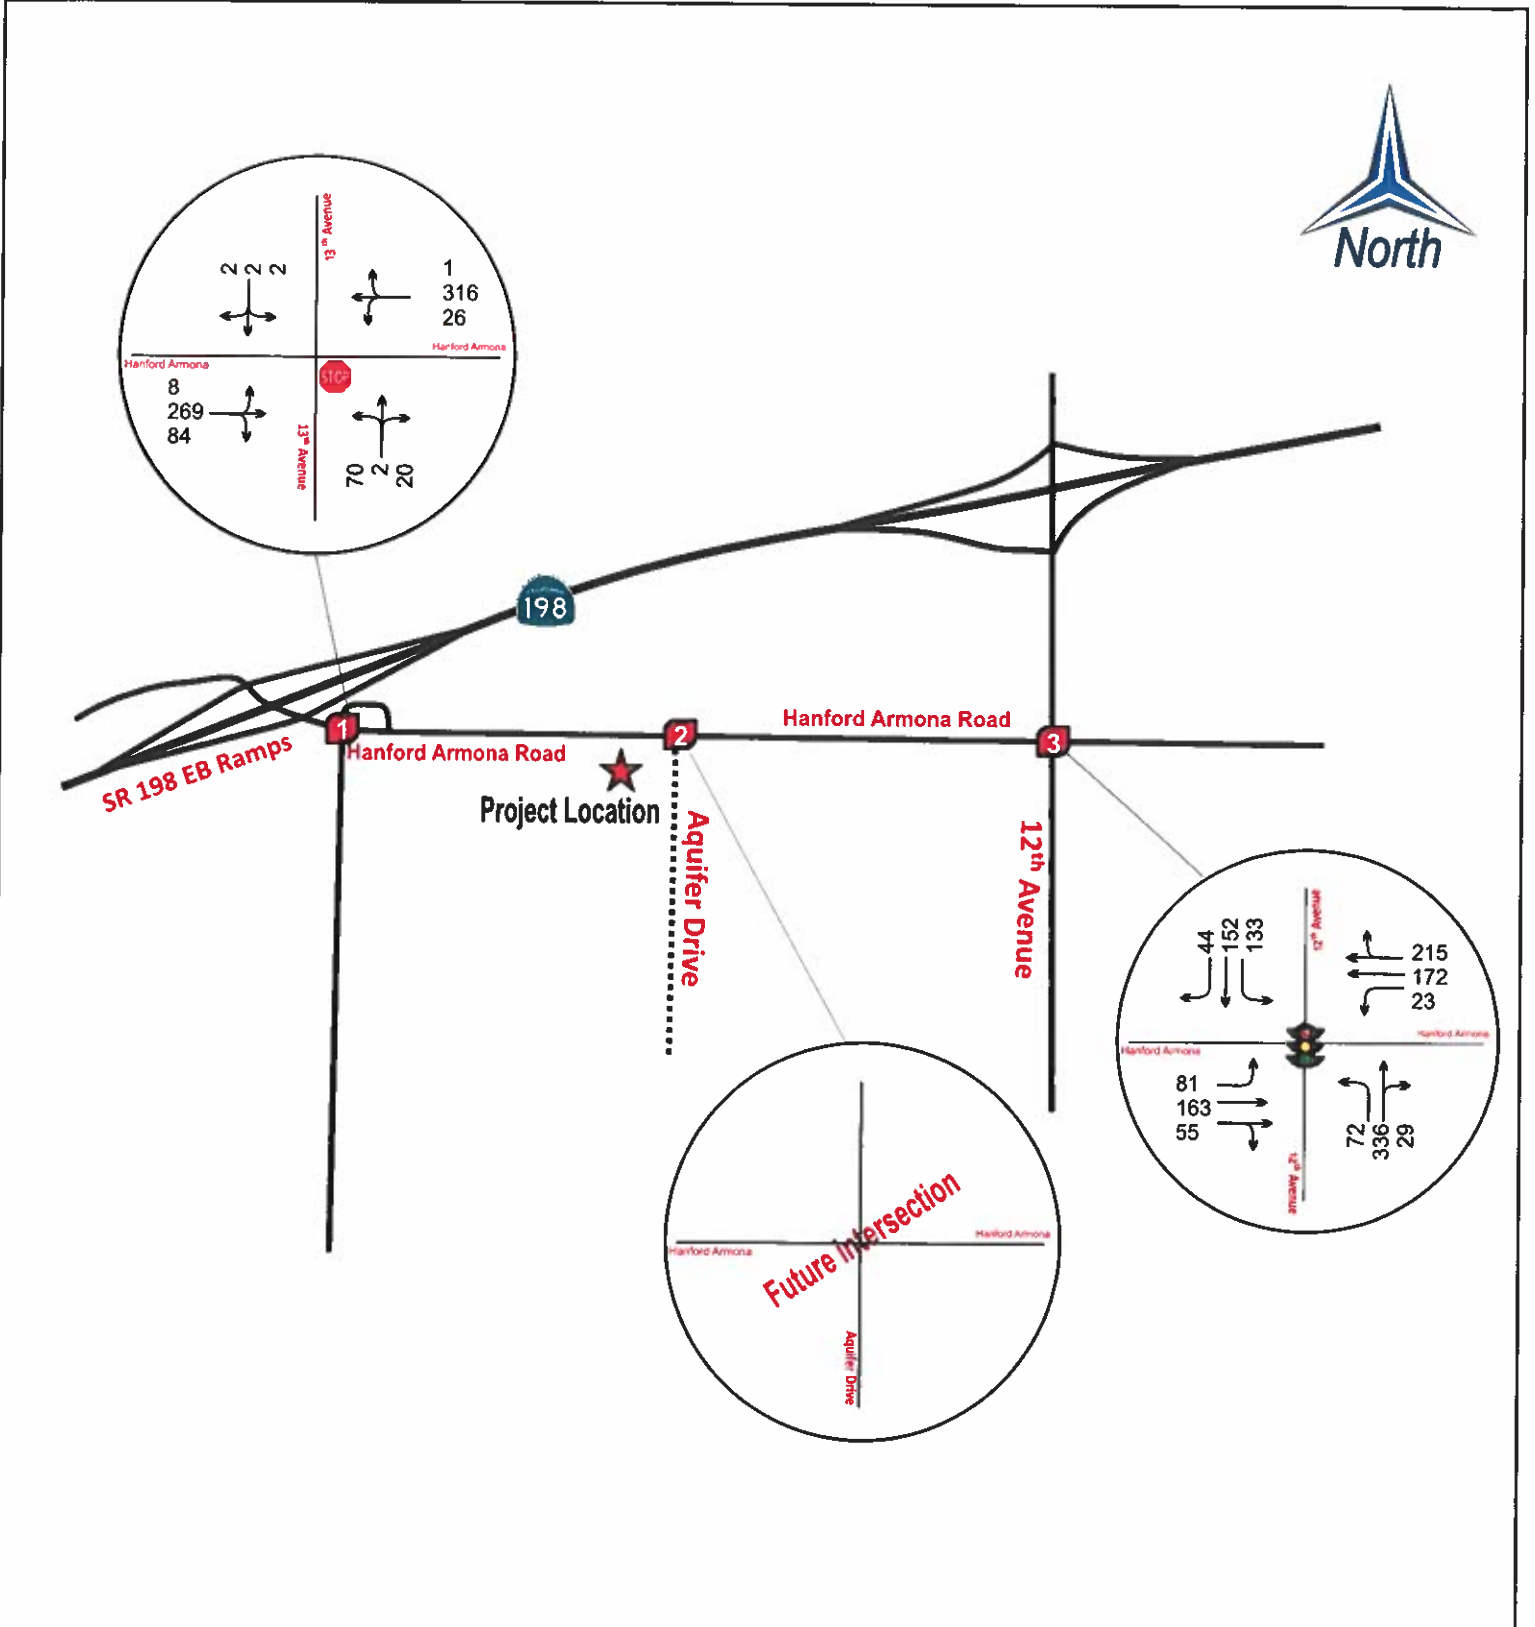 North
13th Avenue
2 2 2
1
316
26
Hanford Armona
Hanford Armona
STOP
8
269
84
13th Avenue
70 2 20
198
1
2
3
Hanford Armona Road
Hanford Armona Road
SR 198 EB Ramps
Project Location
Aquifer Drive
12th Avenue
12th Avenue
44 152 133
215
172
23
Hanford Armona
Hanford Armona
81
163
55
72 336 29
12th Avenue
Future Intersection
Hanford Armona
Hanford Armona
Aquifer Drive